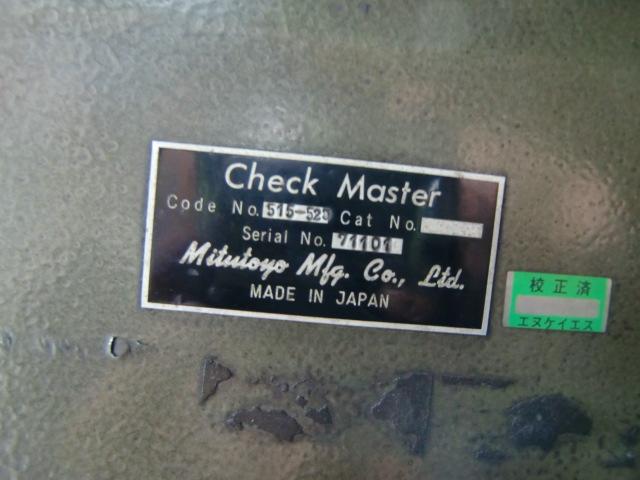 Check Master
Code No. 515-523 Cat No.
Serial No. 71101
Mitutoyo Mfg. Co., Ltd.
MADE IN JAPAN
校正済
エヌケイエス